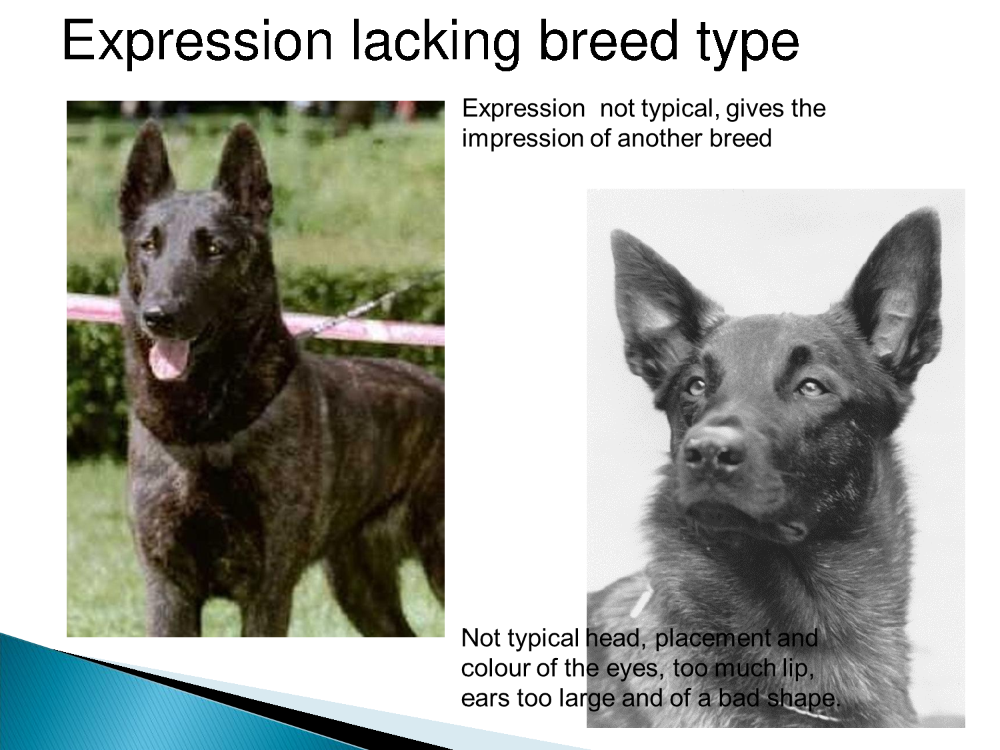 Expression lacking breed type
Expression  not typical, gives the
impression of another breed
Not typical head, placement and
colour of the eyes, too much lip,
ears too large and of a bad shape.